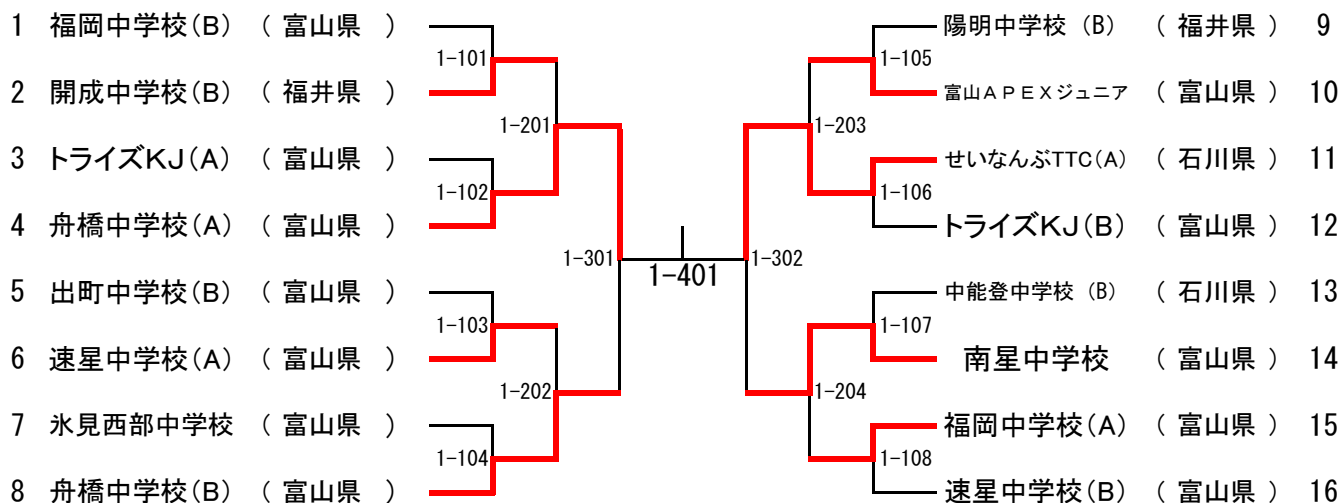 1 福岡中学校(B) ( 富山県 )
2 開成中学校(B) ( 福井県 )
3 トライズKJ(A) ( 富山県 )
4 舟橋中学校(A) ( 富山県 )
5 出町中学校(B) ( 富山県 )
6 速星中学校(A) ( 富山県 )
7 氷見西部中学校 ( 富山県 )
8 舟橋中学校(B) ( 富山県 )
1-101
1-102
1-103
1-104
1-201
1-202
1-301
1-401
1-302
1-203
1-204
1-105
1-106
1-107
1-108
陽明中学校 (B) ( 福井県 ) 9
富山APEXジュニア ( 富山県 ) 10
せいなんぶTTC(A) ( 石川県 ) 11
トライズKJ(B) ( 富山県 ) 12
中能登中学校 (B) ( 石川県 ) 13
南星中学校 ( 富山県 ) 14
福岡中学校(A) ( 富山県 ) 15
速星中学校(B) ( 富山県 ) 16